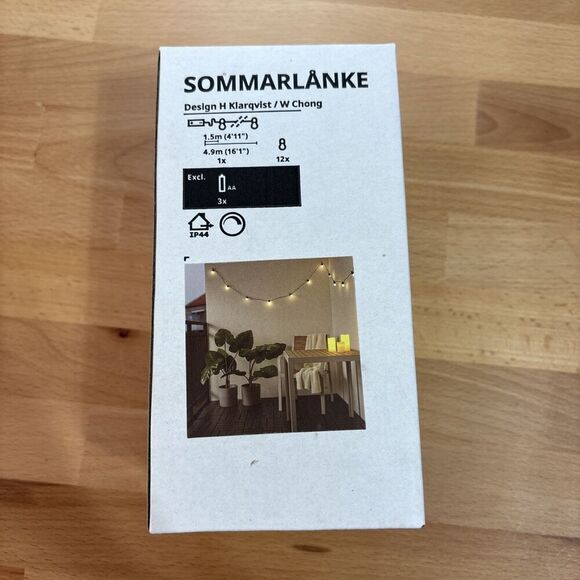 SOMMARLÅNKE
Design H Klarqvist / W Chong
1.5m (4'11")
4.9m (16'1")
1x 12x
Excl. AA
3x
IP44